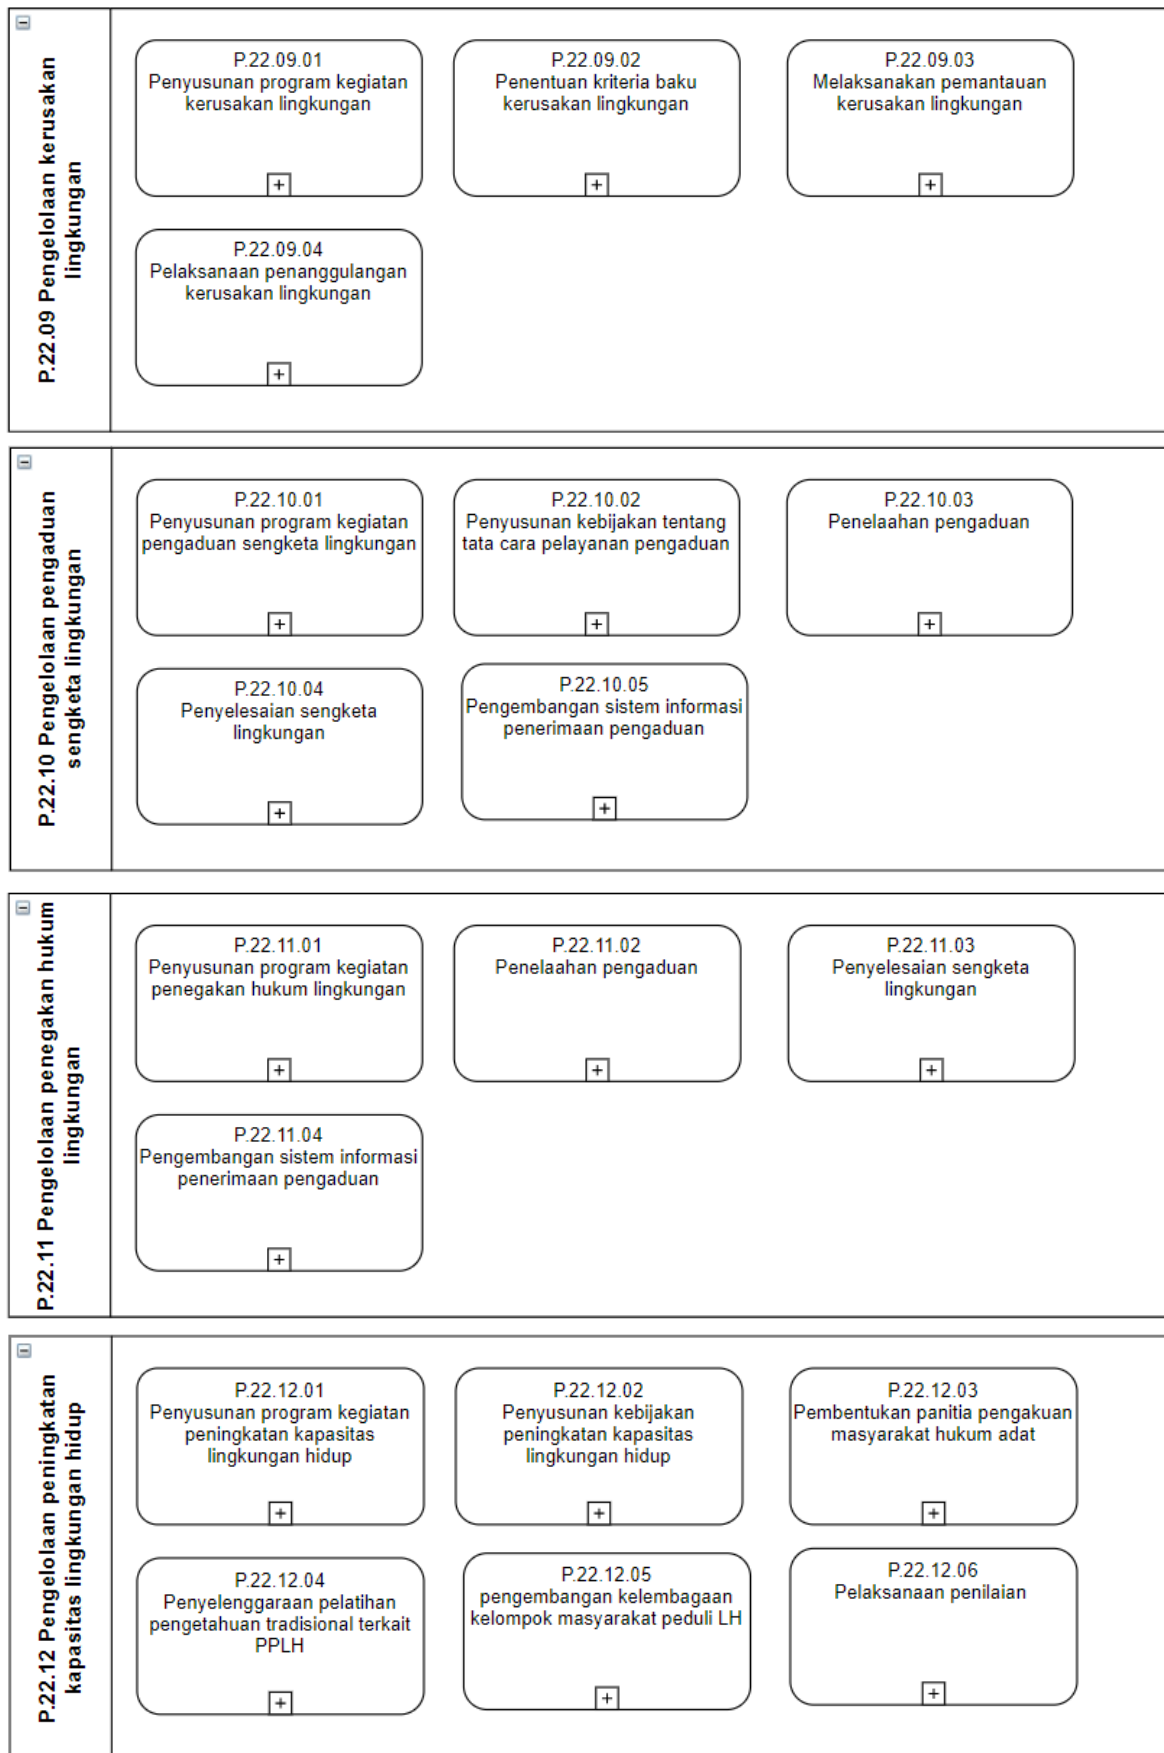 P.22.09 Pengelolaan kerusakan
lingkungan
P.22.09.01
Penyusunan program kegiatan
kerusakan lingkungan
P.22.09.02
Penentuan kriteria baku
kerusakan lingkungan
P.22.09.03
Melaksanakan pemantauan
kerusakan lingkungan
P.22.09.04
Pelaksanaan penanggulangan
kerusakan lingkungan
P.22.10 Pengelolaan pengaduan
sengketa lingkungan
P.22.10.01
Penyusunan program kegiatan
pengaduan sengketa lingkungan
P.22.10.02
Penyusunan kebijakan tentang
tata cara pelayanan pengaduan
P.22.10.03
Penelaahan pengaduan
P.22.10.04
Penyelesaian sengketa
lingkungan
P.22.10.05
Pengembangan sistem informasi
penerimaan pengaduan
P.22.11 Pengelolaan penegakan hukum
lingkungan
P.22.11.01
Penyusunan program kegiatan
penegakan hukum lingkungan
P.22.11.02
Penelaahan pengaduan
P.22.11.03
Penyelesaian sengketa
lingkungan
P.22.11.04
Pengembangan sistem informasi
penerimaan pengaduan
P.22.12 Pengelolaan peningkatan
kapasitas lingkungan hidup
P.22.12.01
Penyusunan program kegiatan
peningkatan kapasitas
lingkungan hidup
P.22.12.02
Penyusunan kebijakan
peningkatan kapasitas
lingkungan hidup
P.22.12.03
Pembentukan panitia pengakuan
masyarakat hukum adat
P.22.12.04
Penyelenggaraan pelatihan
pengetahuan tradisional terkait
PPLH
P.22.12.05
pengembangan kelembagaan
kelompok masyarakat peduli LH
P.22.12.06
Pelaksanaan penilaian